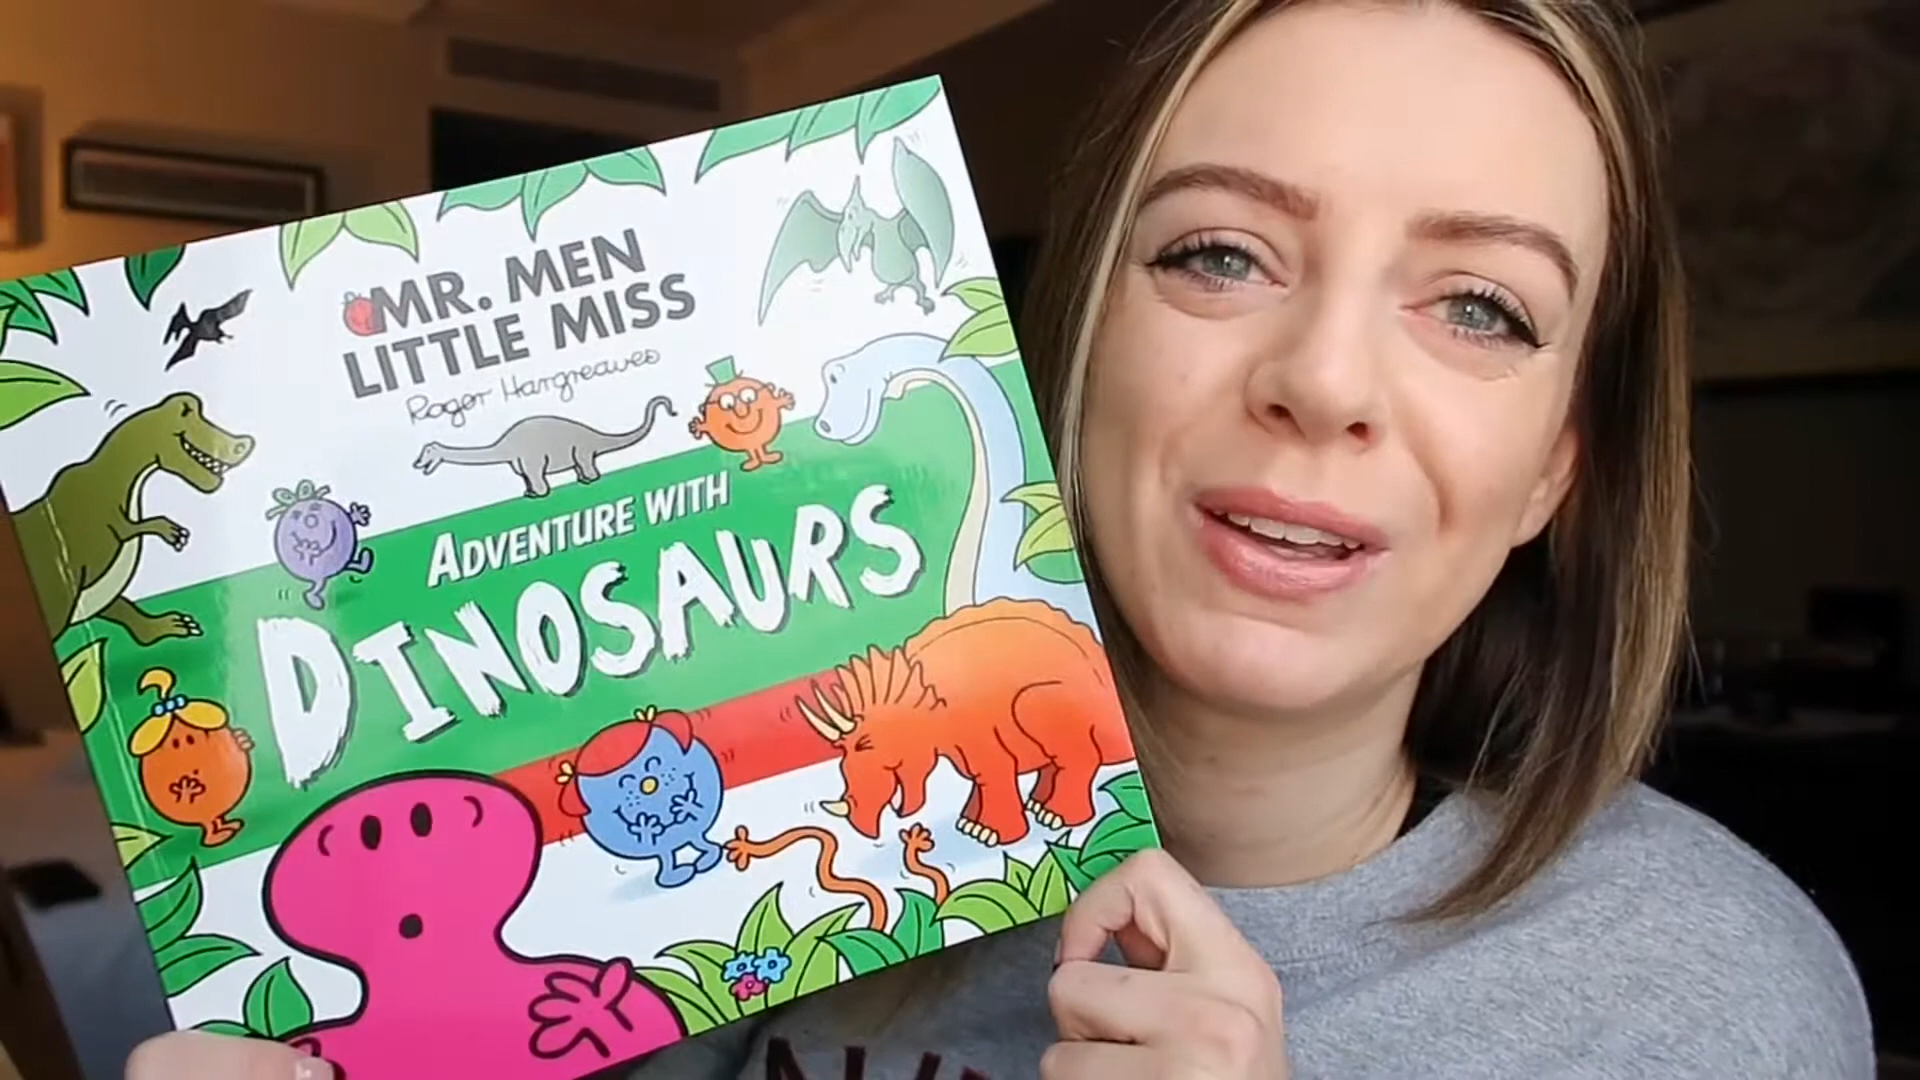 MR. MEN
LITTLE MISS
Roger Hargreaves
ADVENTURE WITH
DINOSAURS